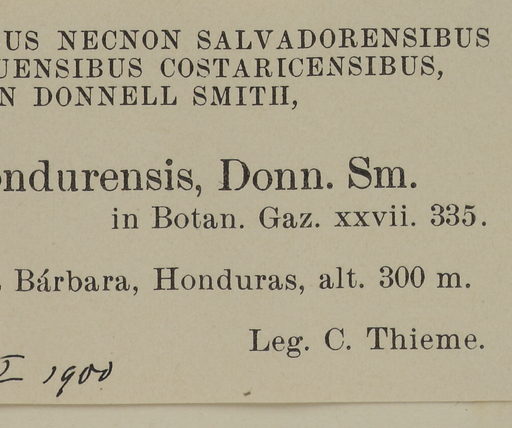 US NECNON SALVADORENSIBUS
UENSIBUS COSTARICENSIBUS,
N DONNELL SMITH,
ondurensis, Donn. Sm.
in Botan. Gaz. xxvii. 335.
Bárbara, Honduras, alt. 300 m.
Leg. C. Thieme.
I 1900